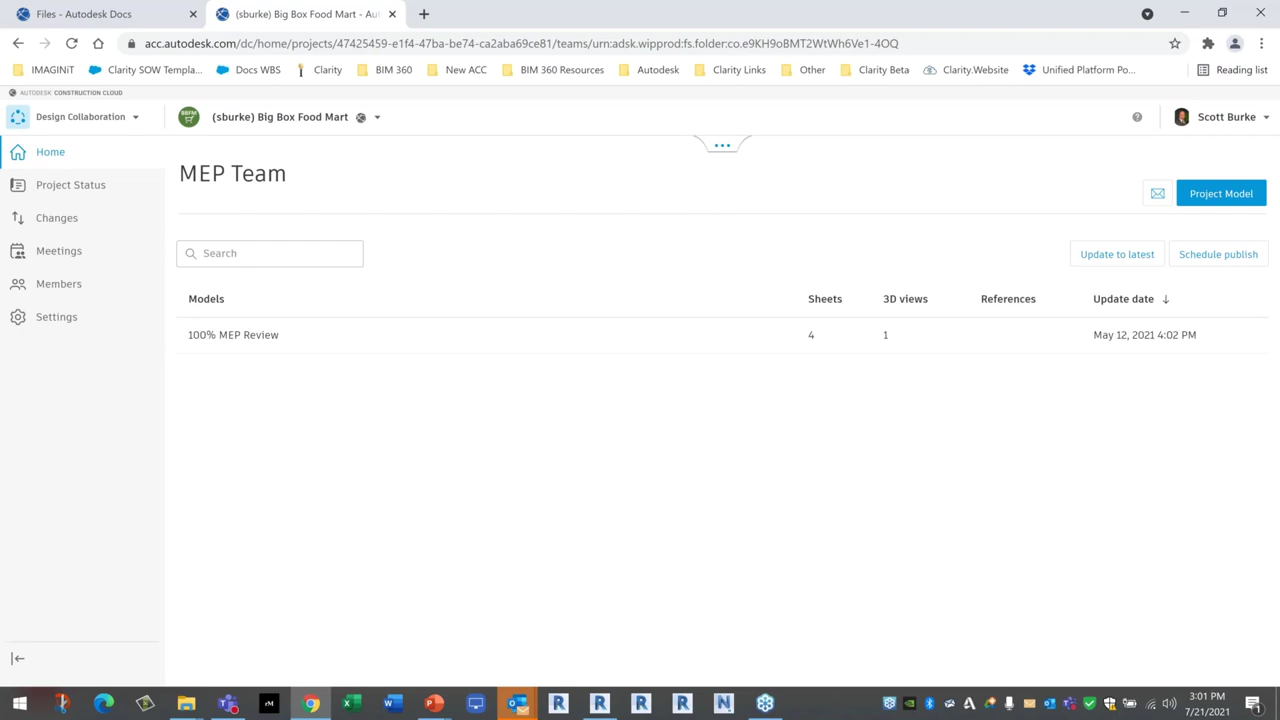 Files - Autodesk Docs
(sburke) Big Box Food Mart - Aut
acc.autodesk.com/dc/home/projects/47425459-e1f4-47ba-be74-ca2aba69ce81/teams/urn:adsk.wipprod:fs.folder:co.e9KH9oBMT2WtWh6Ve1-4OQ
IMAGINiT
Clarity SOW Templa...
Docs WBS
Clarity
BIM 360
New ACC
BIM 360 Resources
Autodesk
Clarity Links
Other
Clarity Beta
Clarity.Website
Unified Platform Po...
Reading list
AUTODESK CONSTRUCTION CLOUD
Design Collaboration
BBFM
(sburke) Big Box Food Mart
Scott Burke
Home
MEP Team
Project Status
Project Model
Changes
Meetings
Search
Update to latest
Schedule publish
Members
Models
Sheets
3D views
References
Update date
Settings
100% MEP Review
4
1
May 12, 2021 4:02 PM
3:01 PM
7/21/2021